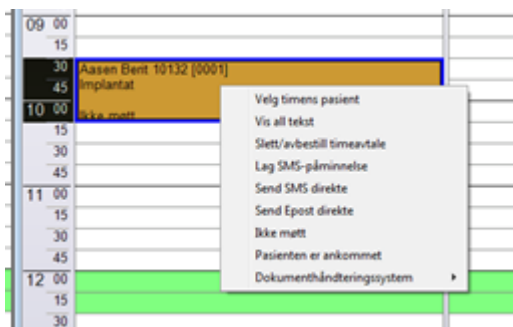 09 00
15
30
45
10 00
15
30
45
11 00
15
30
45
12 00
15
30
Aasen Berit 10132 [0001]
Implantat
Ikke møtt
Velg timens pasient
Vis all tekst
Slett/avbestill timeavtale
Lag SMS-påminnelse
Send SMS direkte
Send Epost direkte
Ikke møtt
Pasienten er ankommet
Dokumenthåndteringssystem